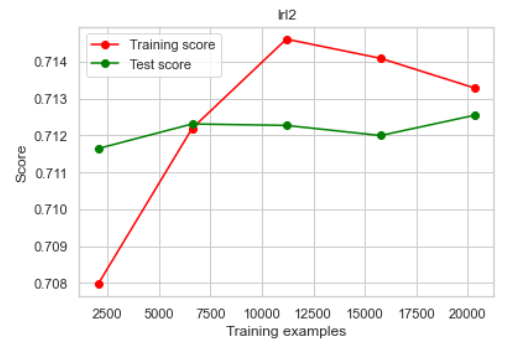 lrl2
Training score
Test score
0.714
0.713
0.712
0.711
0.710
0.709
0.708
Score
2500 5000 7500 10000 12500 15000 17500 20000
Training examples